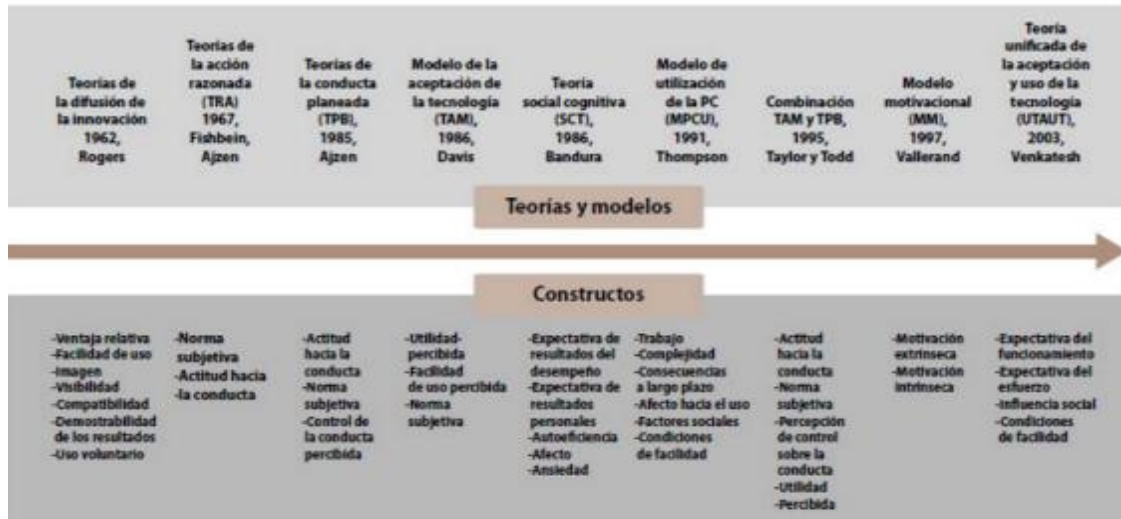 Teorías de
la difusión de
la innovación
1962,
Rogers
Teorías de
la acción
razonada
(TRA)
1967,
Fishbein,
Ajzen
Teorías de
la conducta
planeada
(TPB),
1985,
Ajzen
Modelo de la
aceptación de
la tecnología
(TAM),
1986,
Davis
Teoría
social cognitiva
(SCT),
1986,
Bandura
Modelo de
utilización
de la PC
(MPCU),
1991,
Thompson
Combinación
TAM y TPB,
1995,
Taylor y Todd
Modelo
motivacional
(MM),
1997,
Vallerand
Teoría
unificada de
la aceptación
y uso de la
tecnología
(UTAUT),
2003,
Venkatesh
Teorías y modelos
Constructos
-Ventaja relativa
-Facilidad de uso
-Imagen
-Visibilidad
-Compatibilidad
-Demostrabilidad
de los resultados
-Uso voluntario
-Norma
subjetiva
-Actitud hacia
-la conducta
-Actitud
hacia la
conducta
-Norma
subjetiva
-Control de
la conducta
percibida
-Utilidad-
percibida
-Facilidad
de uso percibida
-Norma
subjetiva
-Expectativa de
resultados del
desempeño
-Expectativa de
resultados
personales
-Autoeficiencia
-Afecto
-Ansiedad
-Trabajo
-Complejidad
-Consecuencias
a largo plazo
-Afecto hacia el uso
-Factores sociales
-Condiciones
de facilidad
-Actitud
hacia la
conducta
-Norma
subjetiva
-Percepción
de control
sobre la
conducta
-Utilidad
-Percibida
-Motivación
extrínseca
-Motivación
intrínseca
-Expectativa del
funcionamiento
-Expectativa del
esfuerzo
-Influencia social
-Condiciones
de facilidad